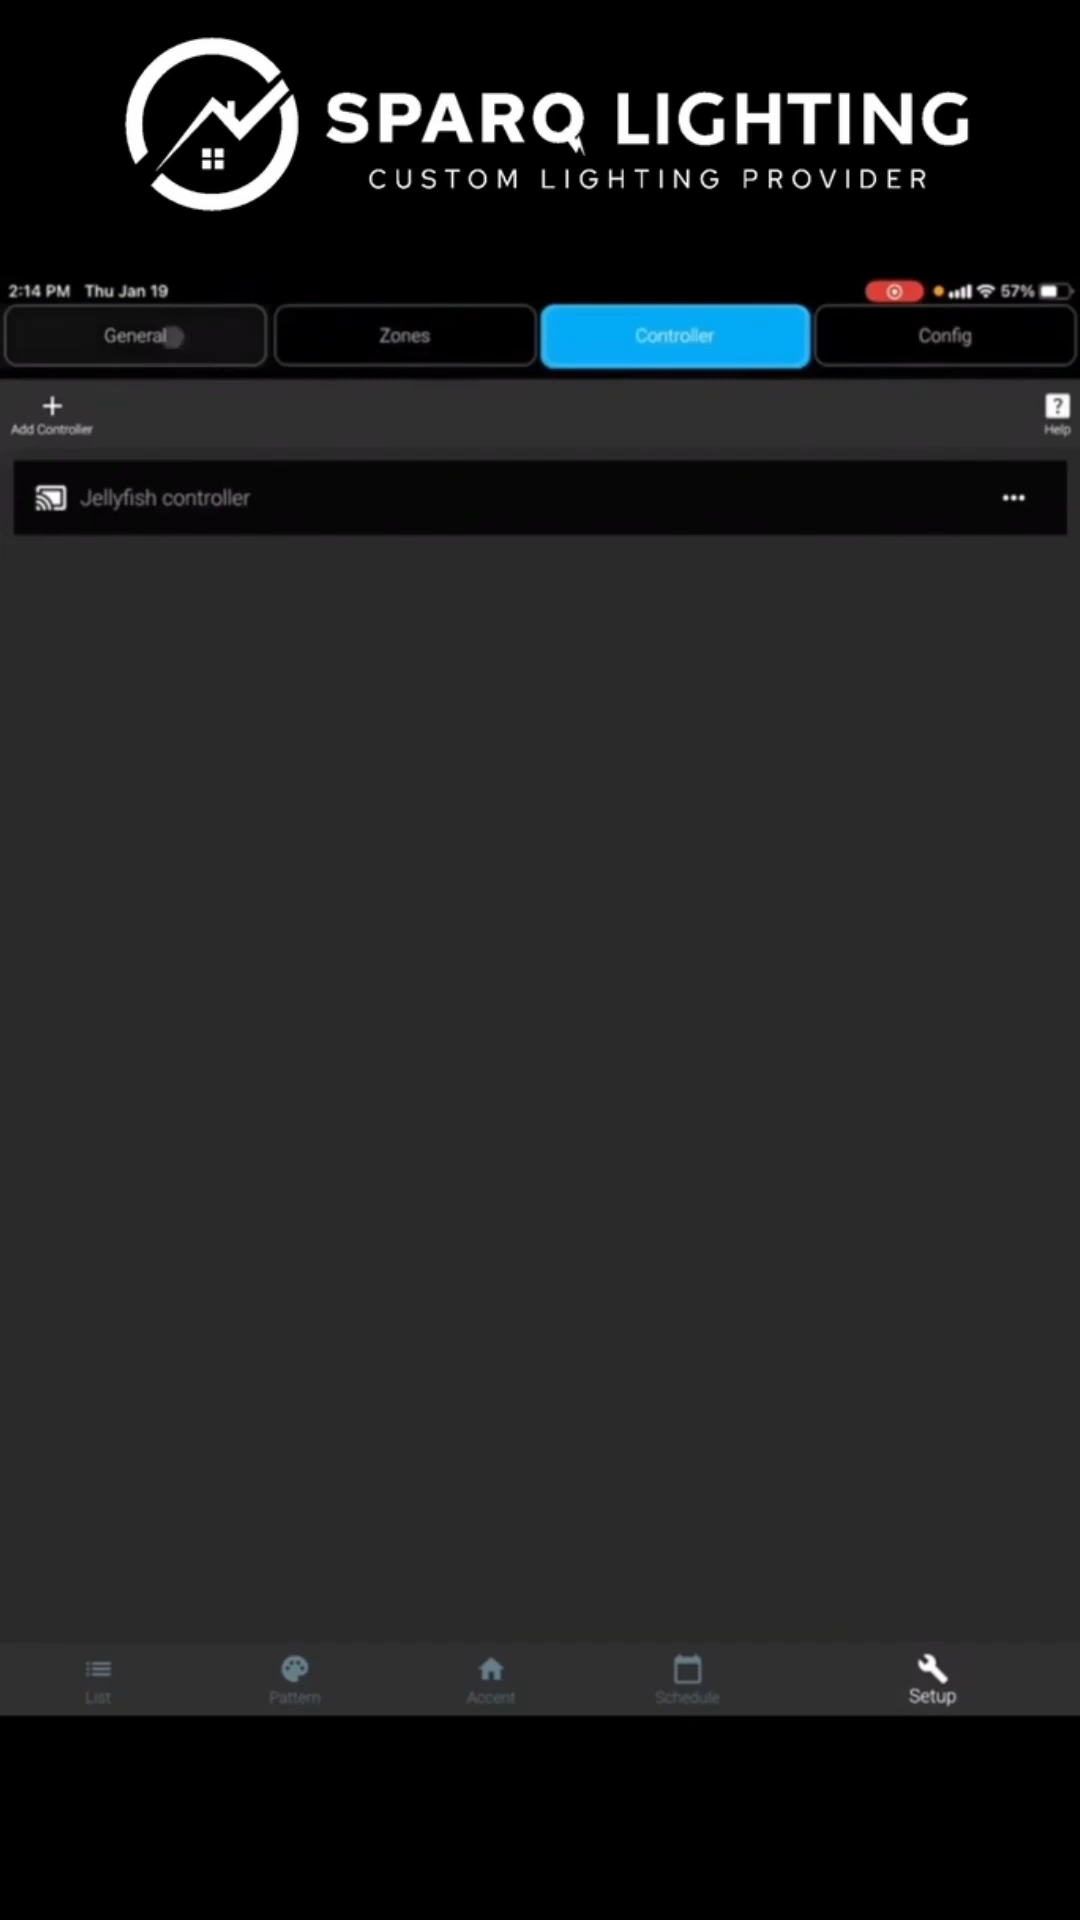 SPARQ LIGHTING
CUSTOM LIGHTING PROVIDER
2:14 PM Thu Jan 19 57%
General Zones Controller Config
+ ?
Add Controller Help
Jellyfish controller •••
List Pattern Accent Schedule Setup